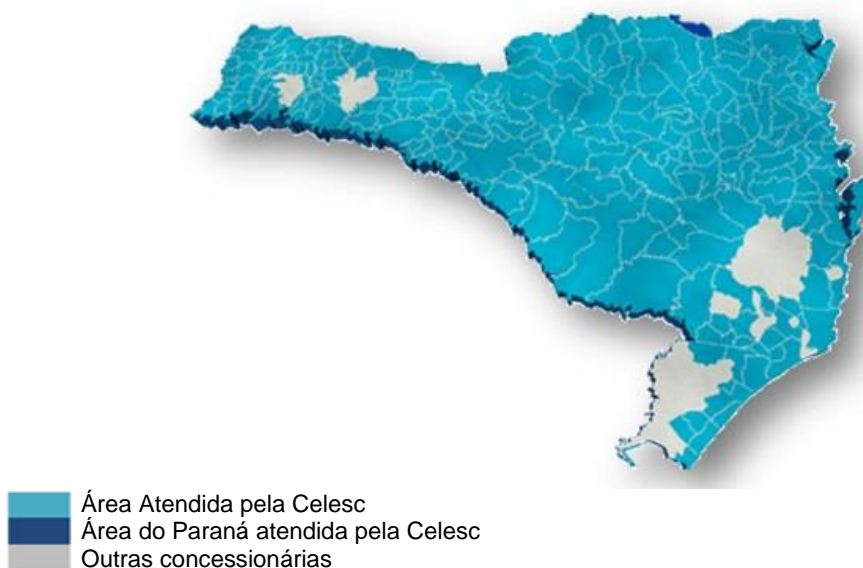 Área Atendida pela Celesc
Área do Paraná atendida pela Celesc
Outras concessionárias